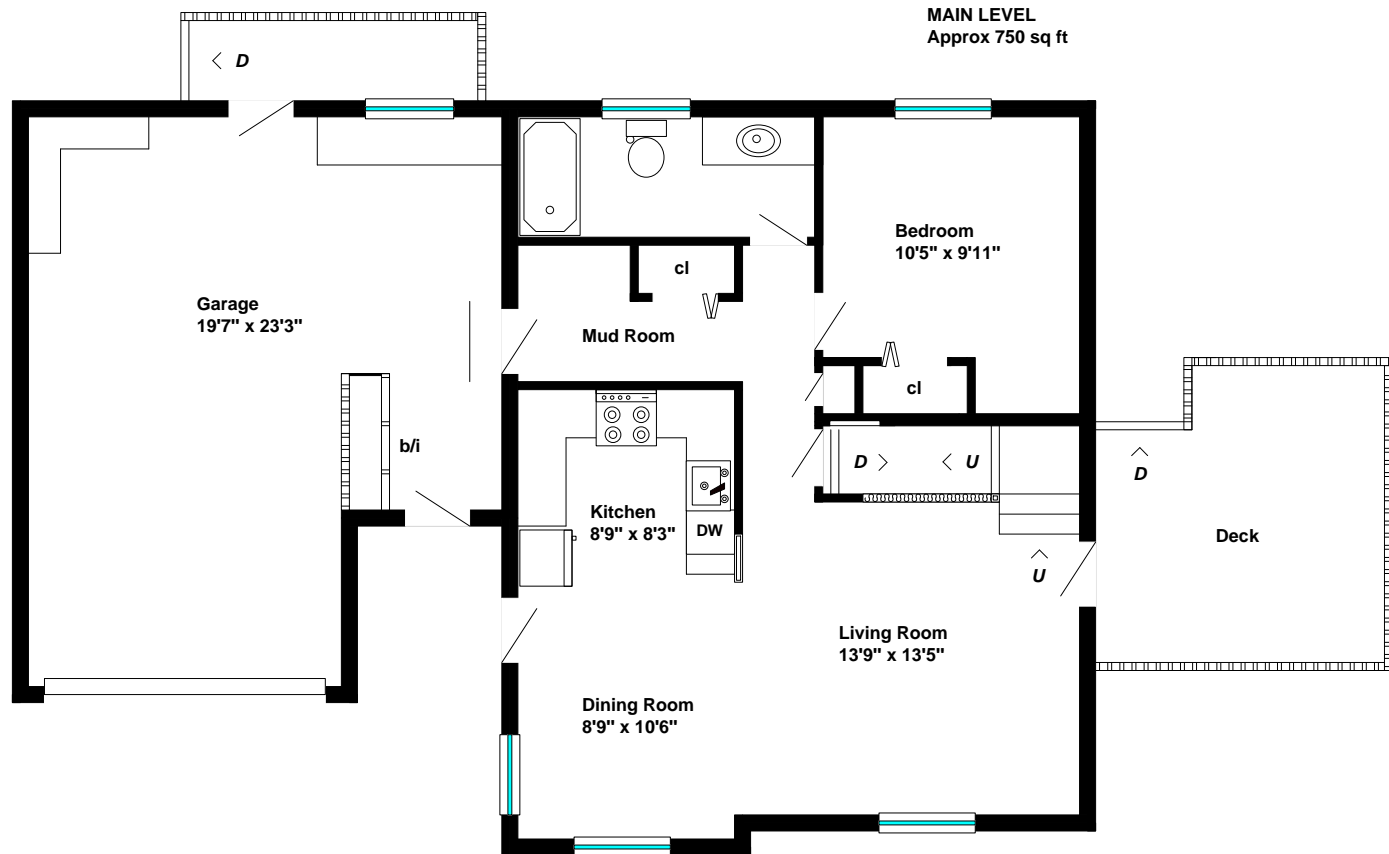 MAIN LEVEL
Approx 750 sq ft
D
Bedroom
10'5" x 9'11"
cl
Garage
19'7" x 23'3"
Mud Room
cl
b/i
D
U
D
Kitchen
8'9" x 8'3"
DW
Deck
U
Living Room
13'9" x 13'5"
Dining Room
8'9" x 10'6"